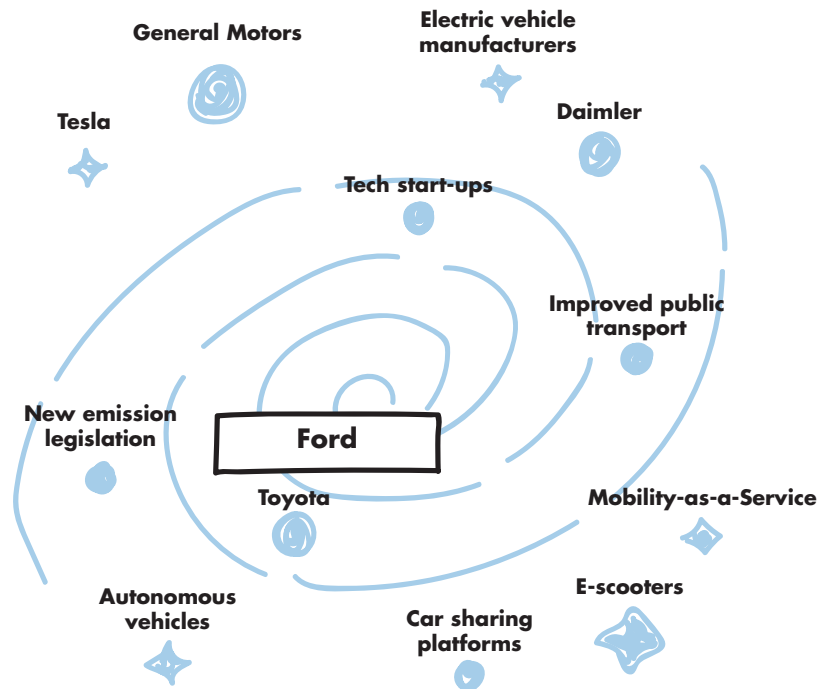 Electric vehicle
manufacturers
General Motors
Daimler
Tesla
Tech start-ups
Improved public
transport
New emission
legislation
Ford
Toyota
Mobility-as-a-Service
E-scooters
Autonomous
vehicles
Car sharing
platforms